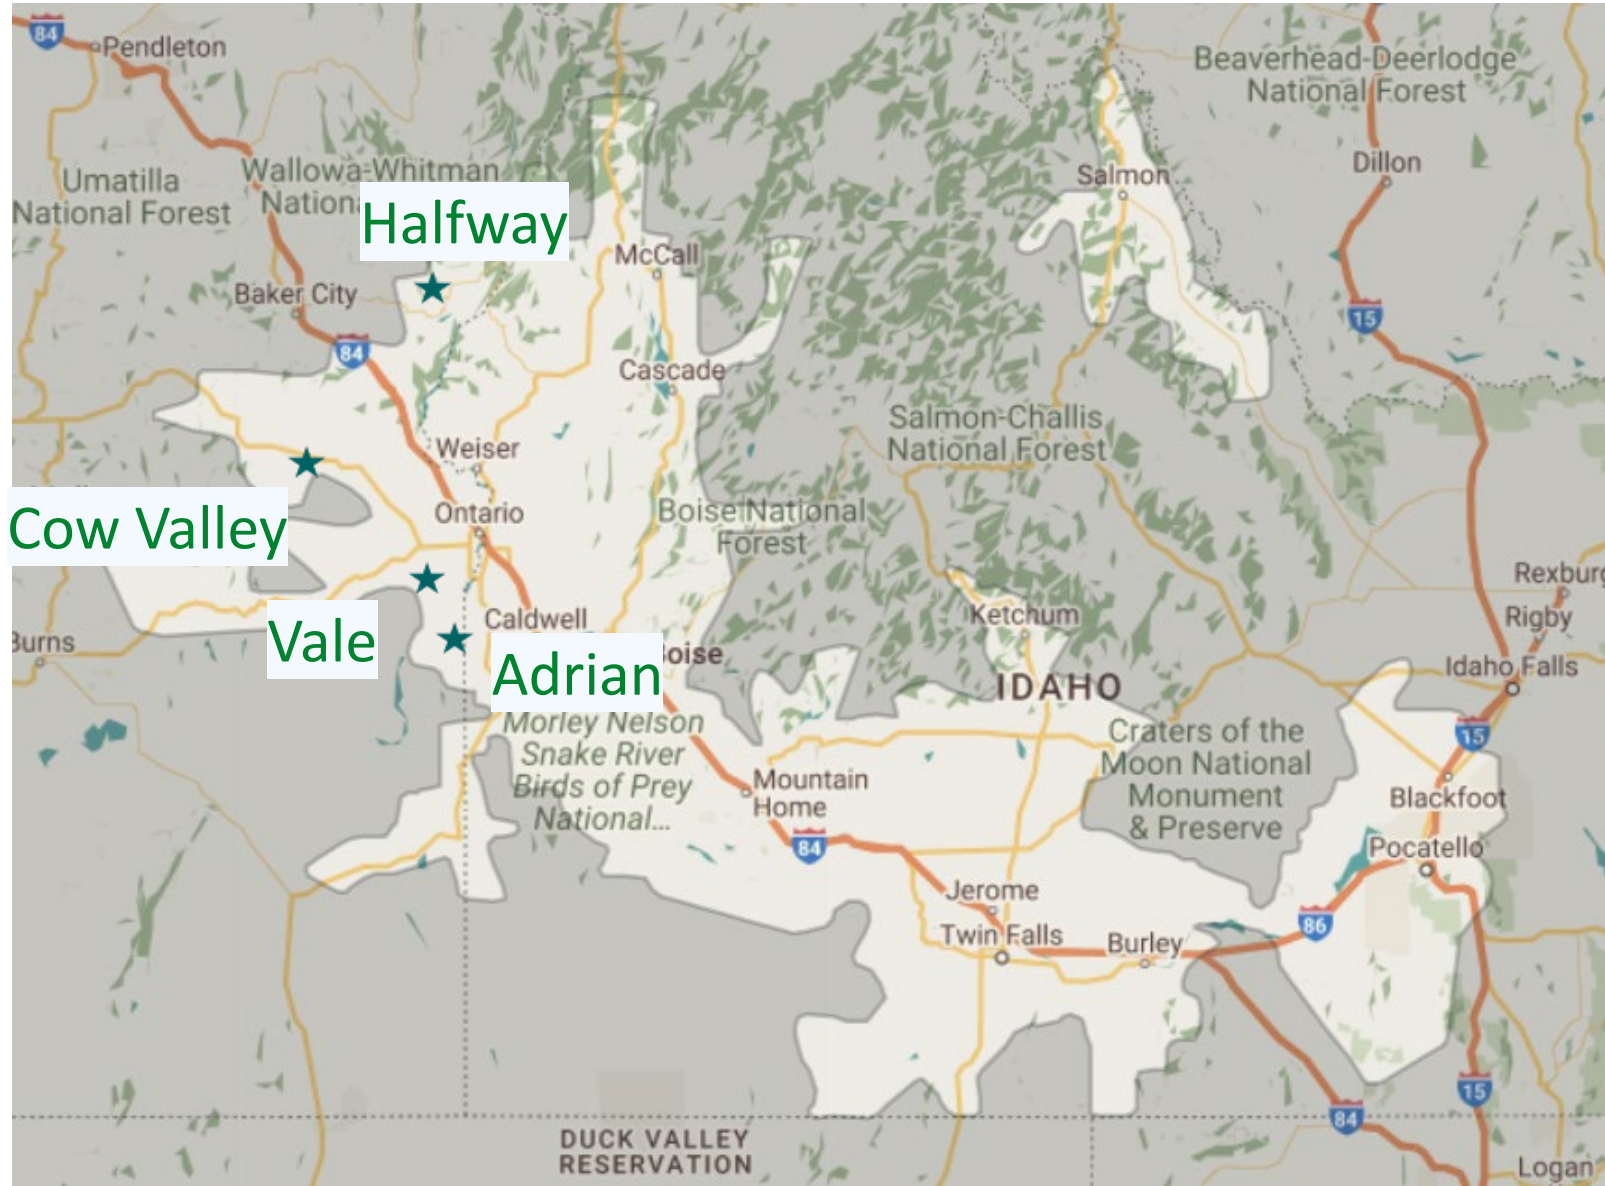 84
Pendleton
Beaverhead-Deerlodge
National Forest
Umatilla
National Forest
Wallowa-Whitman
Nationa
Halfway
Salmon
Dillon
McCall
Baker City
84
15
Cascade
Salmon-Challis
National Forest
Weiser
Cow Valley
Ontario
Boise National
Forest
Rexburg
Vale
Caldwell
Ketchum
Rigby
Burns
Adrian
oise
IDAHO
Idaho Falls
Morley Nelson
Snake River
Birds of Prey
National...
Craters of the
Moon National
Monument
& Preserve
15
Mountain
Home
Blackfoot
84
Pocatello
Jerome
Twin Falls
Burley
86
15
84
DUCK VALLEY
RESERVATION
Logan